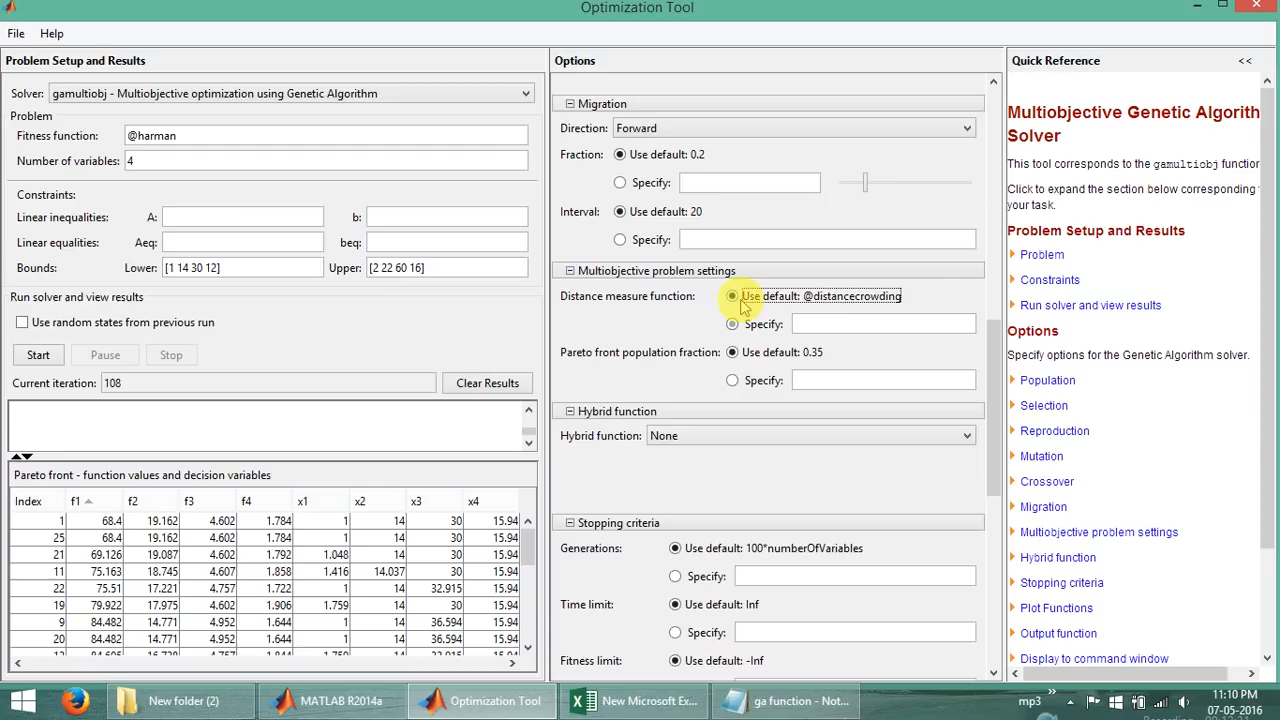 Optimization Tool
File Help
Problem Setup and Results
Solver: gamultiobj - Multiobjective optimization using Genetic Algorithm
Problem
Fitness function: @harman
Number of variables: 4
Constraints:
Linear inequalities: A: b:
Linear equalities: Aeq: beq:
Bounds: Lower: [1 14 30 12] Upper: [2 22 60 16]
Run solver and view results
Use random states from previous run
Start Pause Stop
Current iteration: 108 Clear Results
Pareto front - function values and decision variables
Index f1 f2 f3 f4 x1 x2 x3 x4
1 68.4 19.162 4.602 1.784 1 14 30 15.94
25 68.4 19.162 4.602 1.784 1 14 30 15.94
21 69.126 19.087 4.607 1.792 1.048 14 30 15.94
11 75.163 18.745 4.607 1.858 1.416 14.037 30 15.94
22 75.51 17.221 4.757 1.722 1 14 32.915 15.94
19 79.922 17.975 4.602 1.906 1.759 14 30 15.94
9 84.482 14.771 4.952 1.644 1 14 36.594 15.94
20 84.482 14.771 4.952 1.644 1 14 36.594 15.94
Options
Migration
Direction: Forward
Fraction: Use default: 0.2
Specify:
Interval: Use default: 20
Specify:
Multiobjective problem settings
Distance measure function: Use default: @distancecrowding
Specify:
Pareto front population fraction: Use default: 0.35
Specify:
Hybrid function
Hybrid function: None
Stopping criteria
Generations: Use default: 100*numberOfVariables
Specify:
Time limit: Use default: Inf
Specify:
Fitness limit: Use default: -Inf
Quick Reference <<
Multiobjective Genetic Algorith
Solver
This tool corresponds to the gamultiobj function
Click to expand the section below corresponding
your task.
Problem Setup and Results
Problem
Constraints
Run solver and view results
Options
Specify options for the Genetic Algorithm solver.
Population
Selection
Reproduction
Mutation
Crossover
Migration
Multiobjective problem settings
Hybrid function
Stopping criteria
Plot Functions
Output function
Display to command window
New folder (2) MATLAB R2014a Optimization Tool New Microsoft Ex... ga function - Not... mp3 11:10 PM
07-05-2016